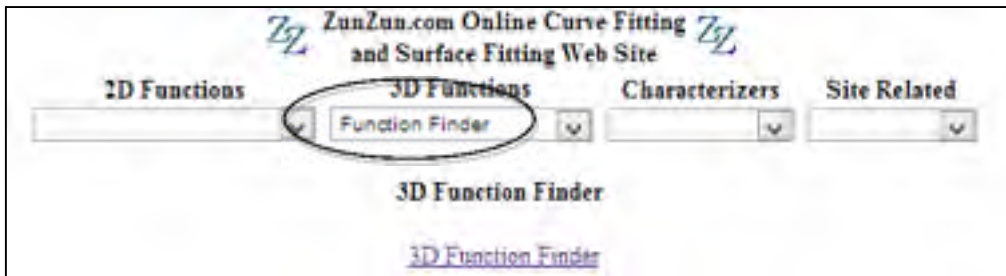 ZunZun.com Online Curve Fitting
and Surface Fitting Web Site
2D Functions 3D Functions Characterizers Site Related
Function Finder
3D Function Finder
3D Function Finder